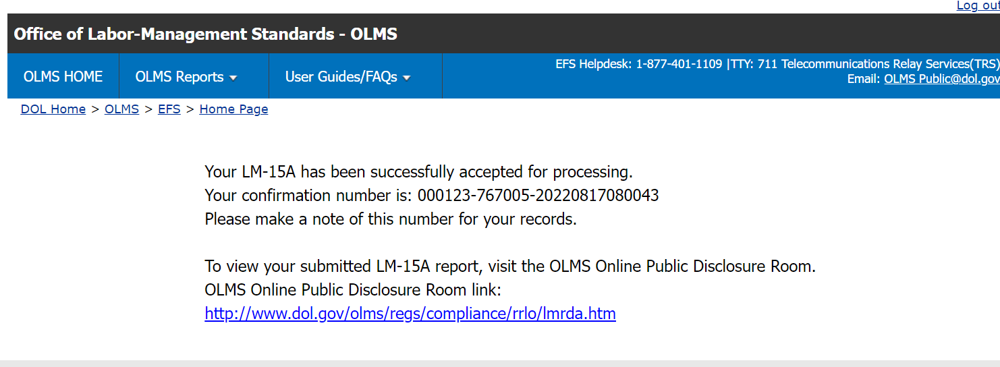 Log out
Office of Labor-Management Standards - OLMS
OLMS HOME
OLMS Reports
User Guides/FAQs
EFS Helpdesk: 1-877-401-1109 |TTY: 711 Telecommunications Relay Services(TRS)
Email: OLMS Public@dol.gov
DOL Home > OLMS > EFS > Home Page
Your LM-15A has been successfully accepted for processing.
Your confirmation number is: 000123-767005-20220817080043
Please make a note of this number for your records.
To view your submitted LM-15A report, visit the OLMS Online Public Disclosure Room.
OLMS Online Public Disclosure Room link:
http://www.dol.gov/olms/regs/compliance/rrlo/lmrda.htm